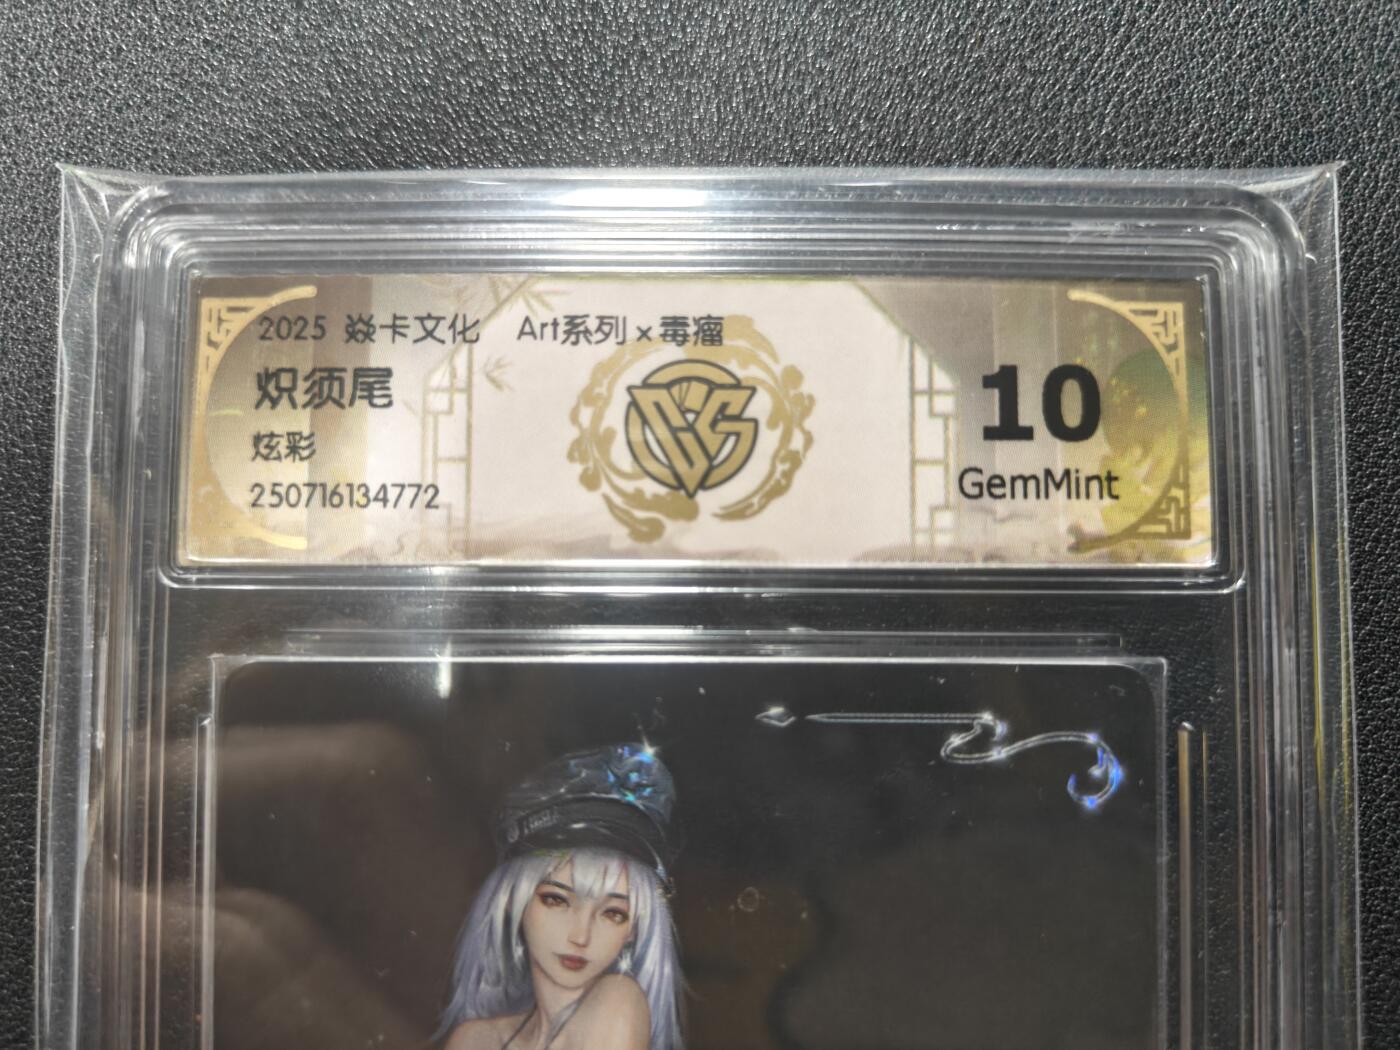 2025 焱卡文化 Art系列×毒瘤
炽须尾
炫彩
250716134772
10
GemMint